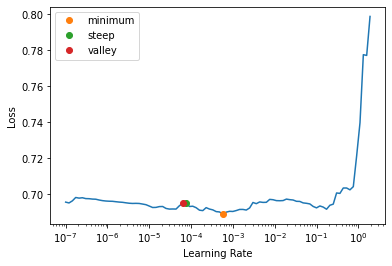 minimum
steep
valley
0.80
0.78
0.76
0.74
0.72
0.70
Loss
10⁻⁷ 10⁻⁶ 10⁻⁵ 10⁻⁴ 10⁻³ 10⁻² 10⁻¹ 10⁰
Learning Rate